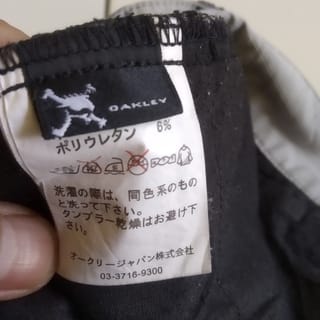 OAKLEY
ポリウレタン 6%
洗濯の際は、同色系のもの
と洗って下さい。
タンブラー乾燥はお避け下
さい。
オークリージャパン株式会社
03-3716-9300